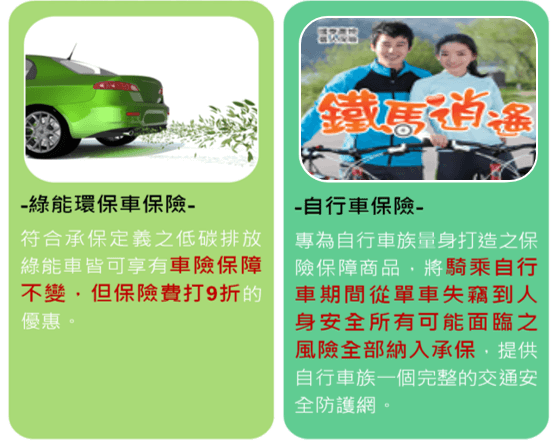 -綠能環保車保險-
符合承保定義之低碳排放
綠能車皆可享有車險保障
不變，但保險費打9折的
優惠。
鐵馬逍遙
-自行車保險-
專為自行車族量身打造之保
險保障商品，將騎乘自行
車期間從單車失竊到人
身安全所有可能面臨之
風險全部納入承保，提供
自行車族一個完整的交通安
全防護網。